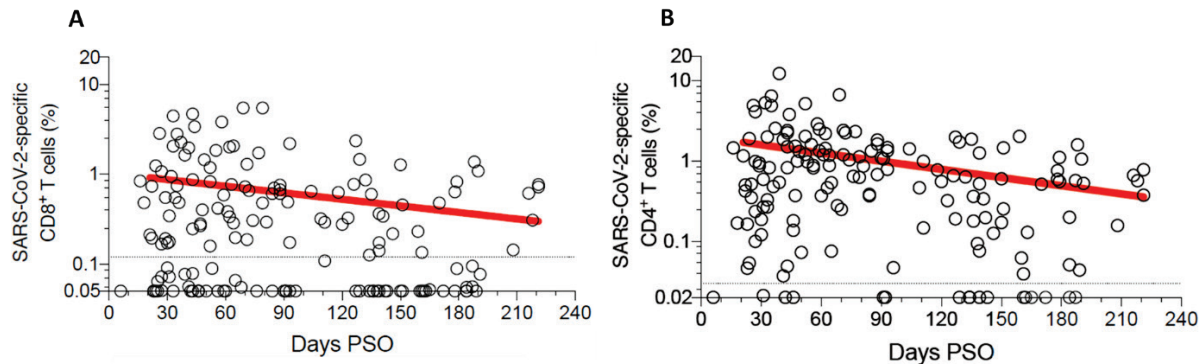 A
SARS-CoV-2-specific
CD8⁺ T cells (%)
20
10
1
0.1
0.05
0 30 60 90 120 150 180 210 240
Days PSO
B
SARS-CoV-2-specific
CD4⁺ T cells (%)
20
10
1
0.1
0.02
0 30 60 90 120 150 180 210 240
Days PSO